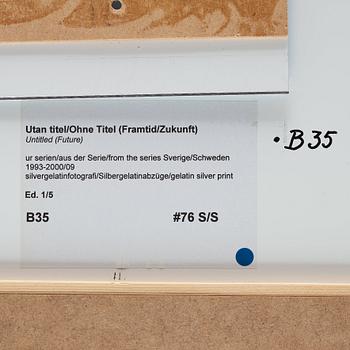 Utan titel/Ohne Titel (Framtid/Zukunft)
Untitled (Future)
ur serien/aus der Serie/from the series Sverige/Schweden
1993-2000/09
silvergelatinfotografi/Silbergelatinabzüge/gelatin silver print
Ed. 1/5
B35 #76 S/S
• B35